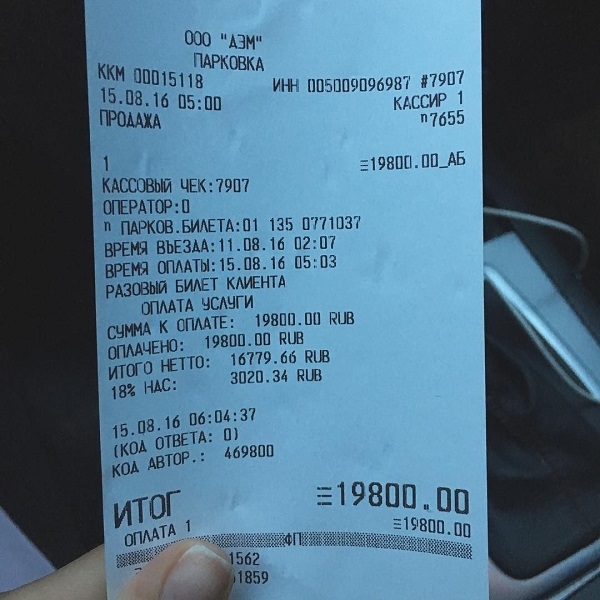 ООО "АЭМ"
ПАРКОВКА
ККМ 00015118 ИНН 005009096987 #7907
15.08.16 05:00 КАССИР 1
ПРОДАЖА n7655
1 ≡19800.00_АБ
КАССОВЫЙ ЧЕК:7907
ОПЕРАТОР:0
n ПАРКОВ.БИЛЕТА:01 135 0771037
ВРЕМЯ ВЪЕЗДА:11.08.16 02:07
ВРЕМЯ ОПЛАТЫ:15.08.16 05:03
РАЗОВЫЙ БИЛЕТ КЛИЕНТА
ОПЛАТА УСЛУГИ
СУММА К ОПЛАТЕ: 19800.00 RUB
ОПЛАЧЕНО: 19800.00 RUB
ИТОГО НЕТТО: 16779.66 RUB
18% НДС: 3020.34 RUB
15.08.16 06:04:37
(КОД ОТВЕТА: 0)
КОД АВТОР.: 469800
ИТОГ ≡19800.00
ОПЛАТА 1 ≡19800.00
ФП
1562
1859